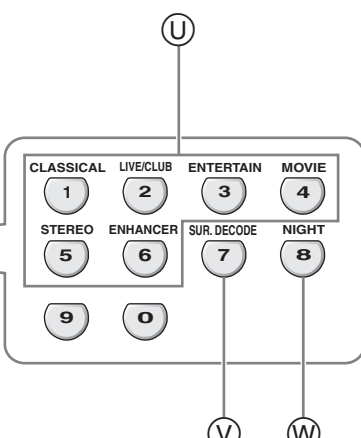 U
CLASSICAL LIVE/CLUB ENTERTAIN MOVIE
1 2 3 4
STEREO ENHANCER SUR. DECODE NIGHT
5 6 7 8
9 0
V W